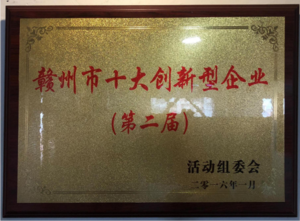 赣州市十大创新型企业
(第二届)
活动组委会
二零一六年一月